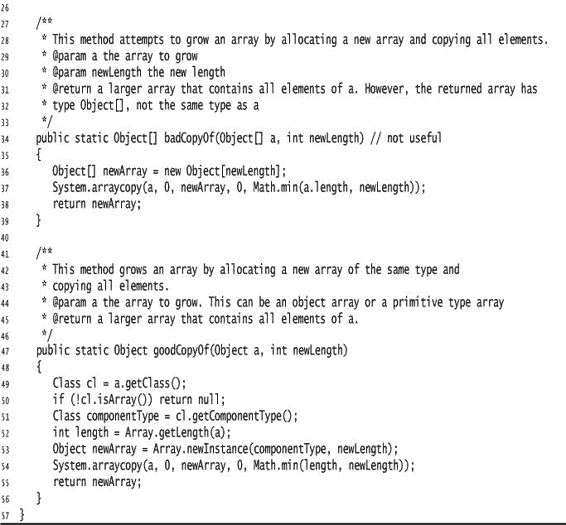 26
27    /**
28     * This method attempts to grow an array by allocating a new array and copying all elements.
29     * @param a the array to grow
30     * @param newLength the new length
31     * @return a larger array that contains all elements of a. However, the returned array has
32     * type Object[], not the same type as a
33     */
34    public static Object[] badCopyOf(Object[] a, int newLength) // not useful
35    {
36       Object[] newArray = new Object[newLength];
37       System.arraycopy(a, 0, newArray, 0, Math.min(a.length, newLength));
38       return newArray;
39    }
40
41    /**
42     * This method grows an array by allocating a new array of the same type and
43     * copying all elements.
44     * @param a the array to grow. This can be an object array or a primitive type array
45     * @return a larger array that contains all elements of a.
46     */
47    public static Object goodCopyOf(Object a, int newLength)
48    {
49       Class cl = a.getClass();
50       if (!cl.isArray()) return null;
51       Class componentType = cl.getComponentType();
52       int length = Array.getLength(a);
53       Object newArray = Array.newInstance(componentType, newLength);
54       System.arraycopy(a, 0, newArray, 0, Math.min(length, newLength));
55       return newArray;
56    }
57 }